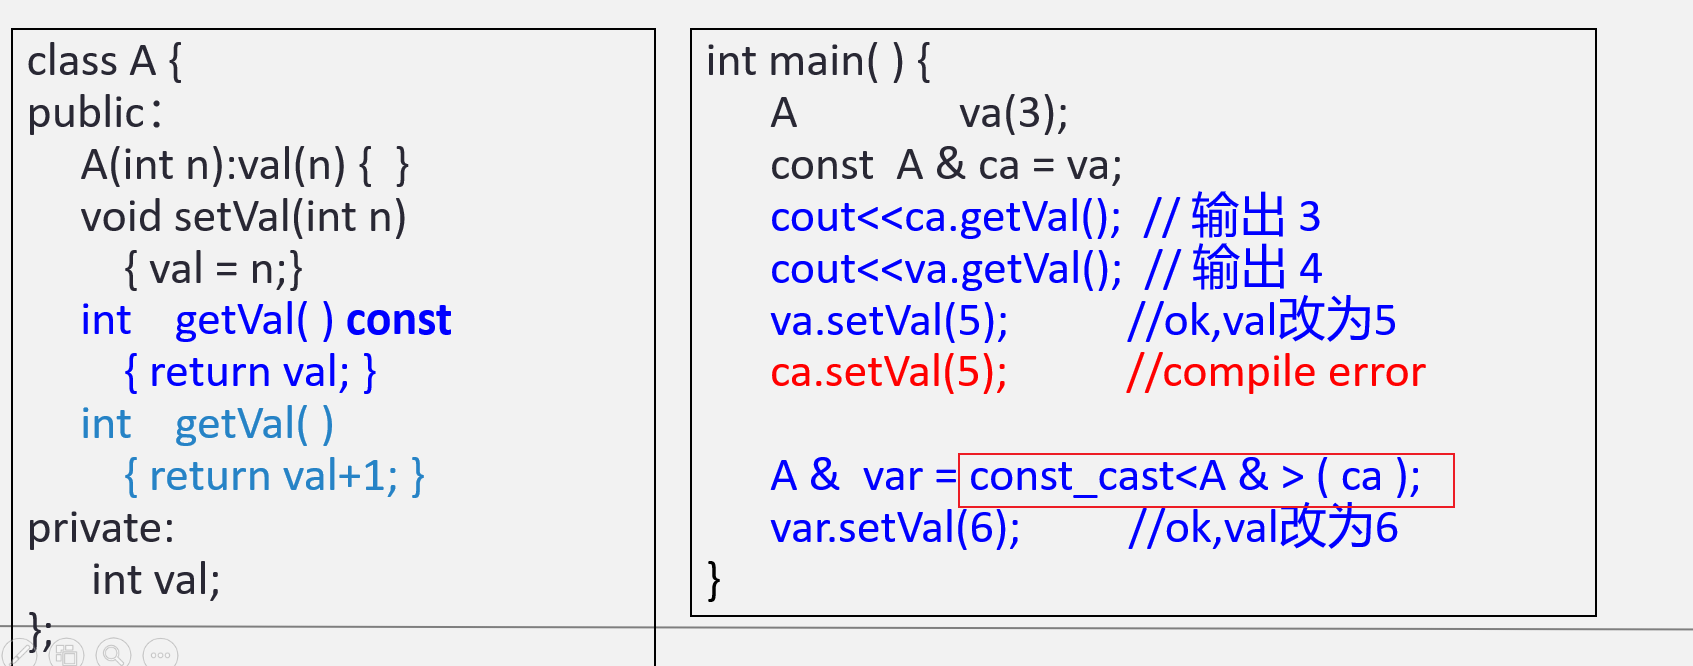 class A {
public：
A(int n):val(n) { }
void setVal(int n)
{ val = n;}
int getVal( ) const
{ return val; }
int getVal( )
{ return val+1; }
private:
int val;
};
int main( ) {
A va(3);
const A & ca = va;
cout<<ca.getVal(); // 输出 3
cout<<va.getVal(); // 输出 4
va.setVal(5); //ok,val改为5
ca.setVal(5); //compile error
A & var = const_cast<A & > ( ca );
var.setVal(6); //ok,val改为6
}